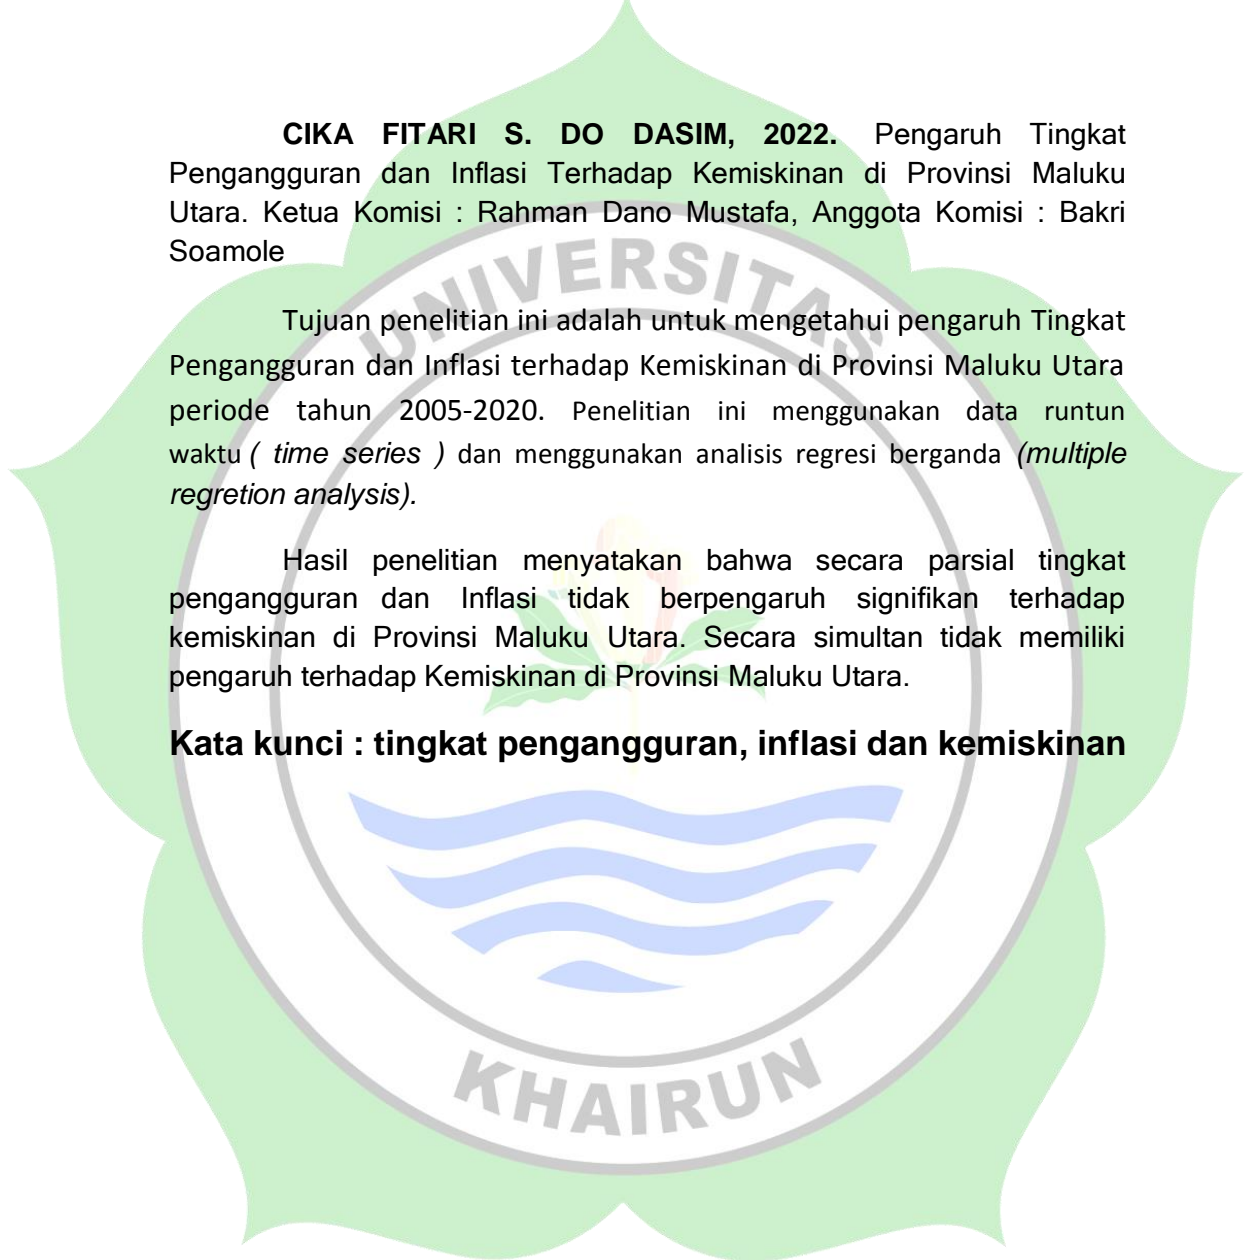 CIKA FITARI S. DO DASIM, 2022. Pengaruh Tingkat
Pengangguran dan Inflasi Terhadap Kemiskinan di Provinsi Maluku
Utara. Ketua Komisi : Rahman Dano Mustafa, Anggota Komisi : Bakri
Soamole
UNIVERSITAS
Tujuan penelitian ini adalah untuk mengetahui pengaruh Tingkat
Pengangguran dan Inflasi terhadap Kemiskinan di Provinsi Maluku Utara
periode tahun 2005-2020. Penelitian ini menggunakan data runtun
waktu ( time series ) dan menggunakan analisis regresi berganda (multiple
regretion analysis).
Hasil penelitian menyatakan bahwa secara parsial tingkat
pengangguran dan Inflasi tidak berpengaruh signifikan terhadap
kemiskinan di Provinsi Maluku Utara. Secara simultan tidak memiliki
pengaruh terhadap Kemiskinan di Provinsi Maluku Utara.
Kata kunci : tingkat pengangguran, inflasi dan kemiskinan
KHAIRUN